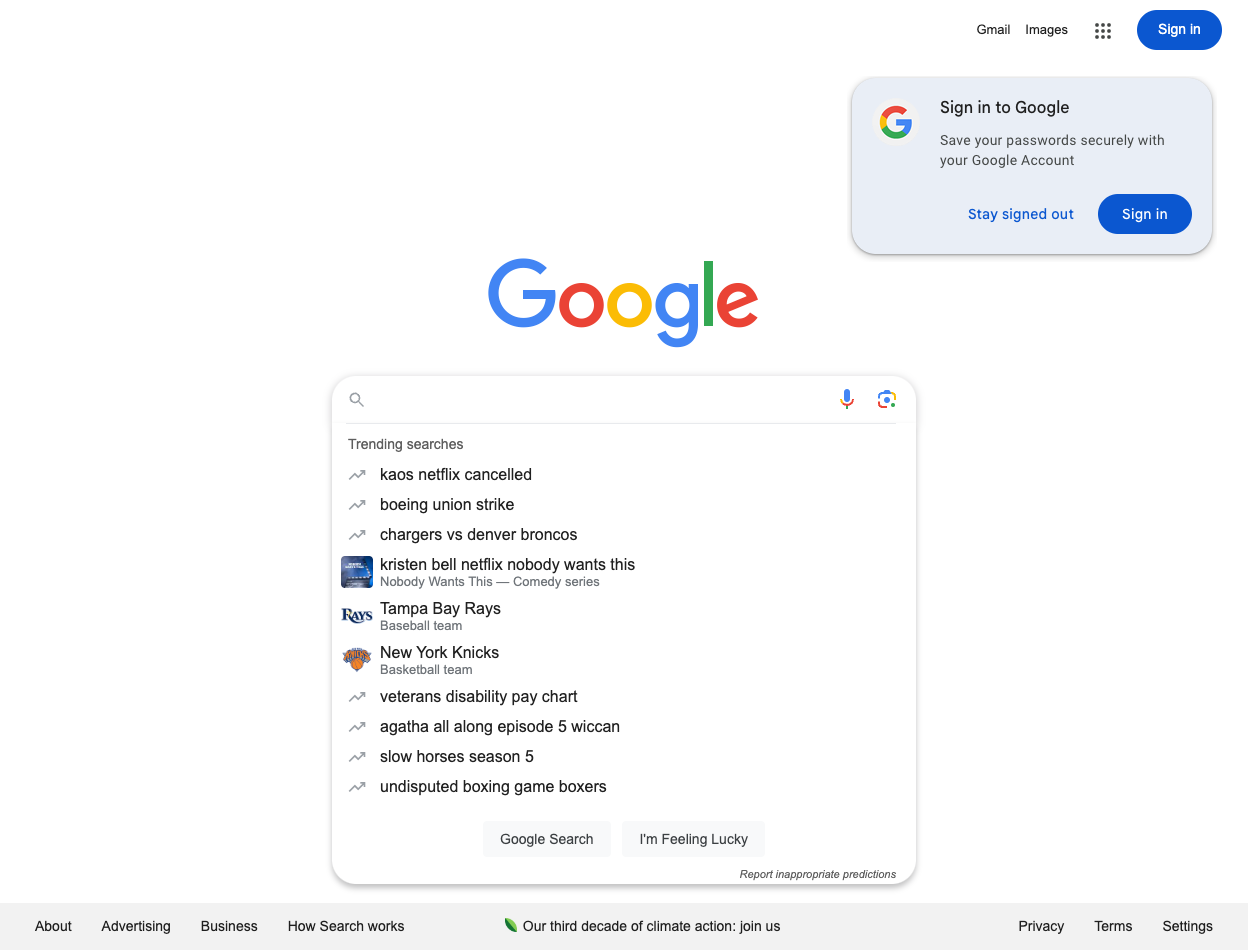 Gmail Images Sign in
Sign in to Google
Save your passwords securely with
your Google Account
Stay signed out Sign in
Google
Trending searches
kaos netflix cancelled
boeing union strike
chargers vs denver broncos
kristen bell netflix nobody wants this
Nobody Wants This — Comedy series
RAYS
Tampa Bay Rays
Baseball team
New York Knicks
Basketball team
veterans disability pay chart
agatha all along episode 5 wiccan
slow horses season 5
undisputed boxing game boxers
Google Search I'm Feeling Lucky
Report inappropriate predictions
About Advertising Business How Search works Our third decade of climate action: join us Privacy Terms Settings